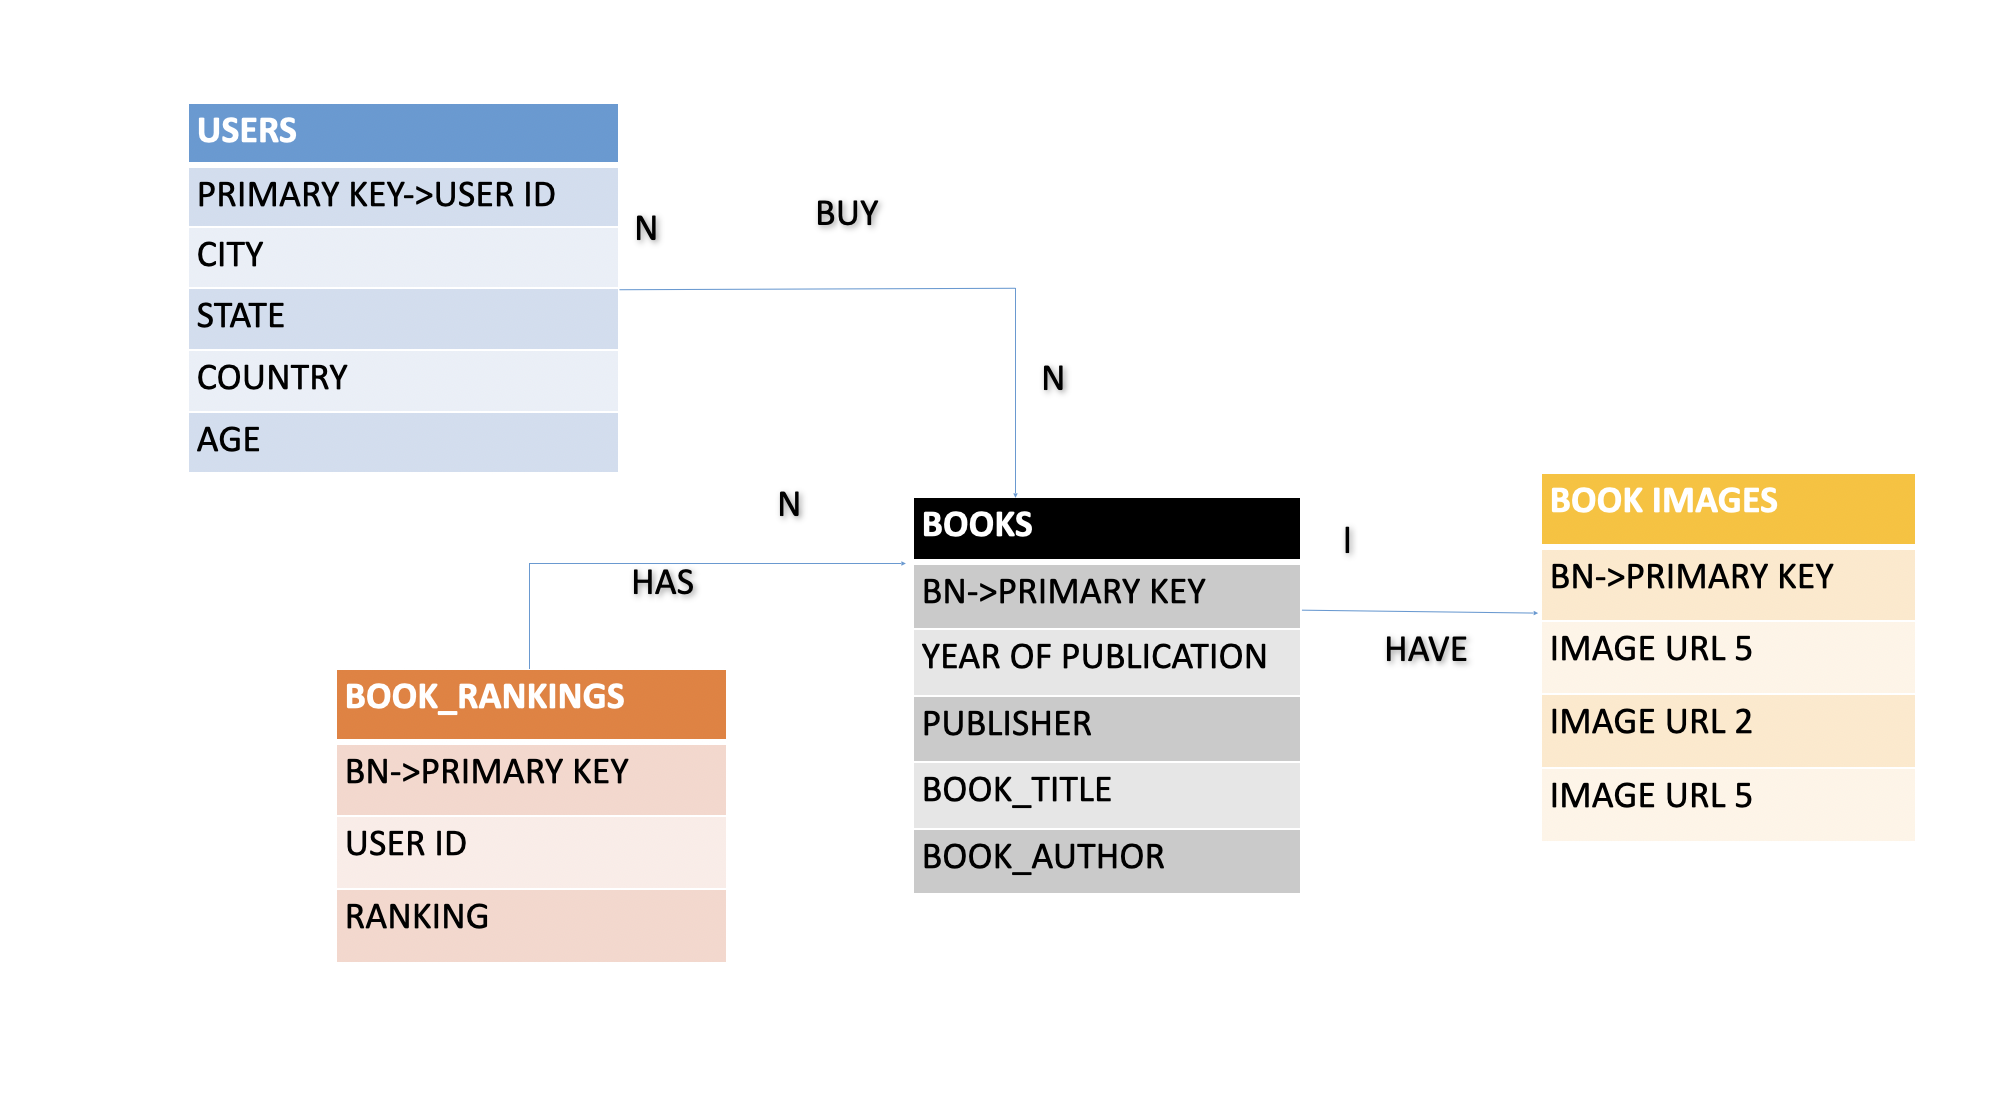 USERS
PRIMARY KEY->USER ID
CITY
STATE
COUNTRY
AGE
N
BUY
N
N
HAS
BOOK_RANKINGS
BN->PRIMARY KEY
USER ID
RANKING
BOOKS
BN->PRIMARY KEY
YEAR OF PUBLICATION
PUBLISHER
BOOK_TITLE
BOOK_AUTHOR
I
HAVE
BOOK IMAGES
BN->PRIMARY KEY
IMAGE URL 5
IMAGE URL 2
IMAGE URL 5